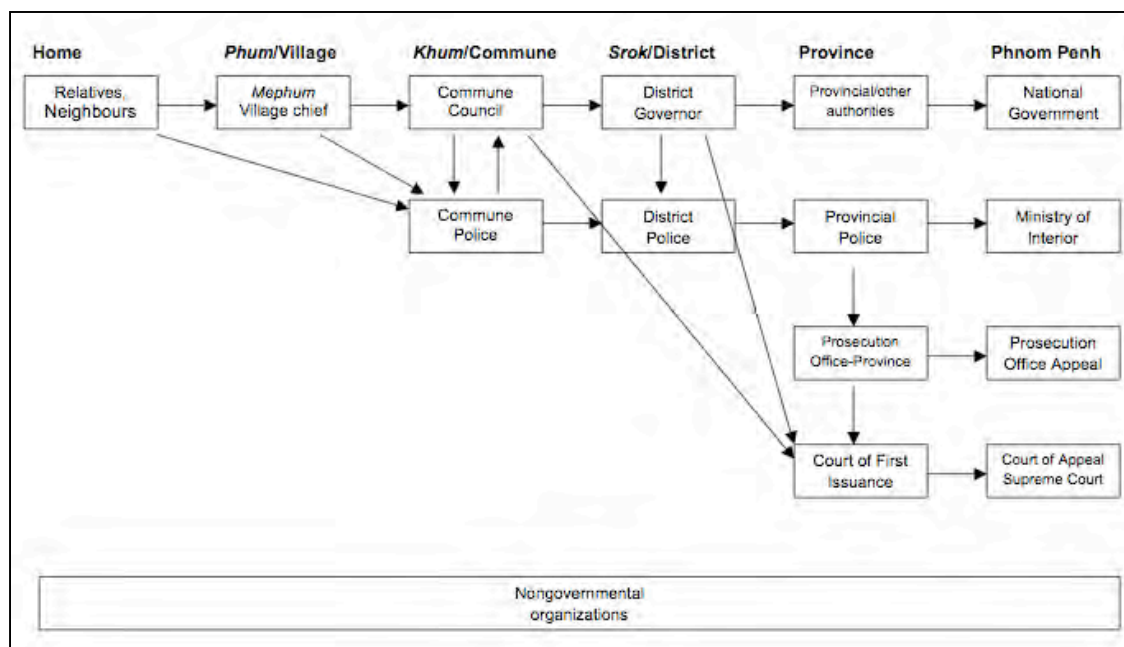 Home
Phum/Village
Khum/Commune
Srok/District
Province
Phnom Penh
Relatives,
Neighbours
Mephum
Village chief
Commune
Council
District
Governor
Provincial/other
authorities
National
Government
Commune
Police
District
Police
Provincial
Police
Ministry of
Interior
Prosecution
Office-Province
Prosecution
Office Appeal
Court of First
Issuance
Court of Appeal
Supreme Court
Nongovernmental
organizations